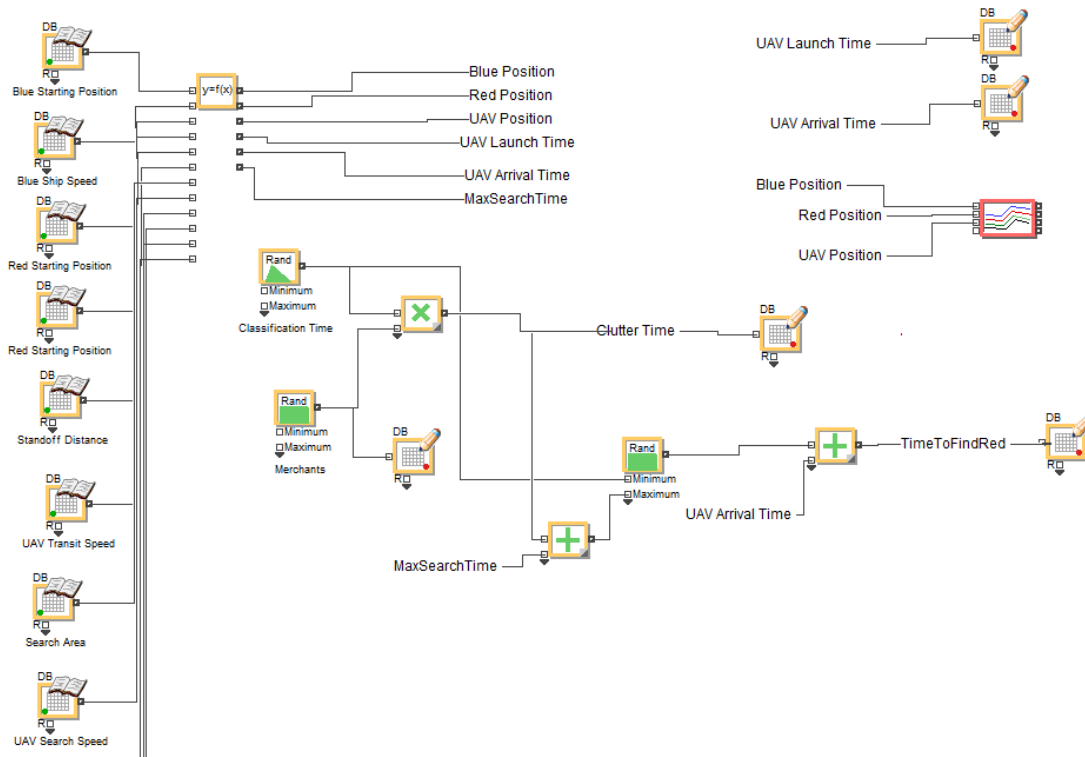 DB
R
Blue Starting Position
DB
R
Blue Ship Speed
DB
R
Red Starting Position
DB
R
Red Starting Position
DB
R
Standoff Distance
DB
R
UAV Transit Speed
DB
R
Search Area
DB
R
UAV Search Speed
y=f(x)
Blue Position
Red Position
UAV Position
UAV Launch Time
UAV Arrival Time
MaxSearchTime
Rand
Minimum
Maximum
Classification Time
Rand
Minimum
Maximum
Merchants
DB
R
MaxSearchTime
Clutter Time
DB
R
Rand
Minimum
Maximum
UAV Arrival Time
TimeToFindRed
DB
R
UAV Launch Time
DB
R
UAV Arrival Time
DB
R
Blue Position
Red Position
UAV Position